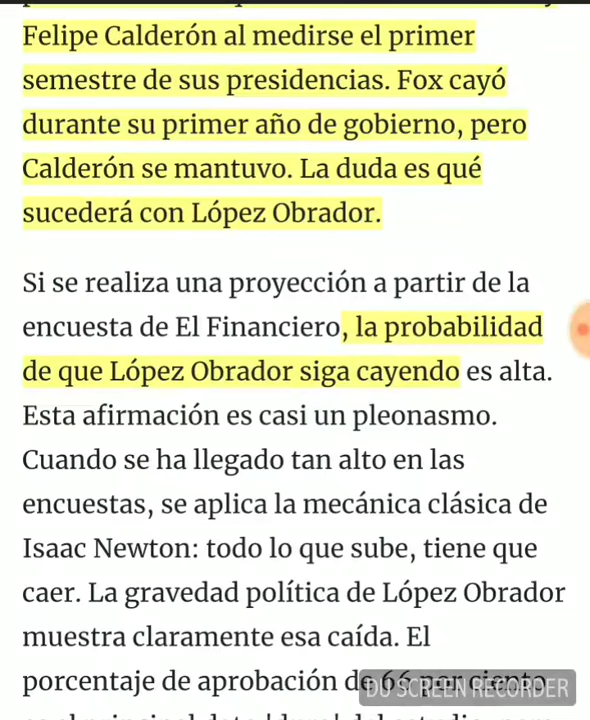 Felipe Calderón al medirse el primer
semestre de sus presidencias. Fox cayó
durante su primer año de gobierno, pero
Calderón se mantuvo. La duda es qué
sucederá con López Obrador.
Si se realiza una proyección a partir de la
encuesta de El Financiero, la probabilidad
de que López Obrador siga cayendo es alta.
Esta afirmación es casi un pleonasmo.
Cuando se ha llegado tan alto en las
encuestas, se aplica la mecánica clásica de
Isaac Newton: todo lo que sube, tiene que
caer. La gravedad política de López Obrador
muestra claramente esa caída. El
porcentaje de aprobación de 66 por ciento
DU SCREEN RECORDER